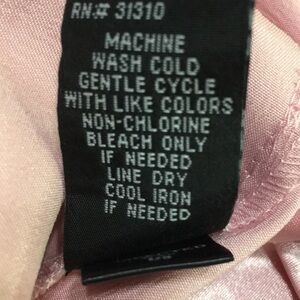 RN# 31310
MACHINE
WASH COLD
GENTLE CYCLE
WITH LIKE COLORS
NON-CHLORINE
BLEACH ONLY
IF NEEDED
LINE DRY
COOL IRON
IF NEEDED